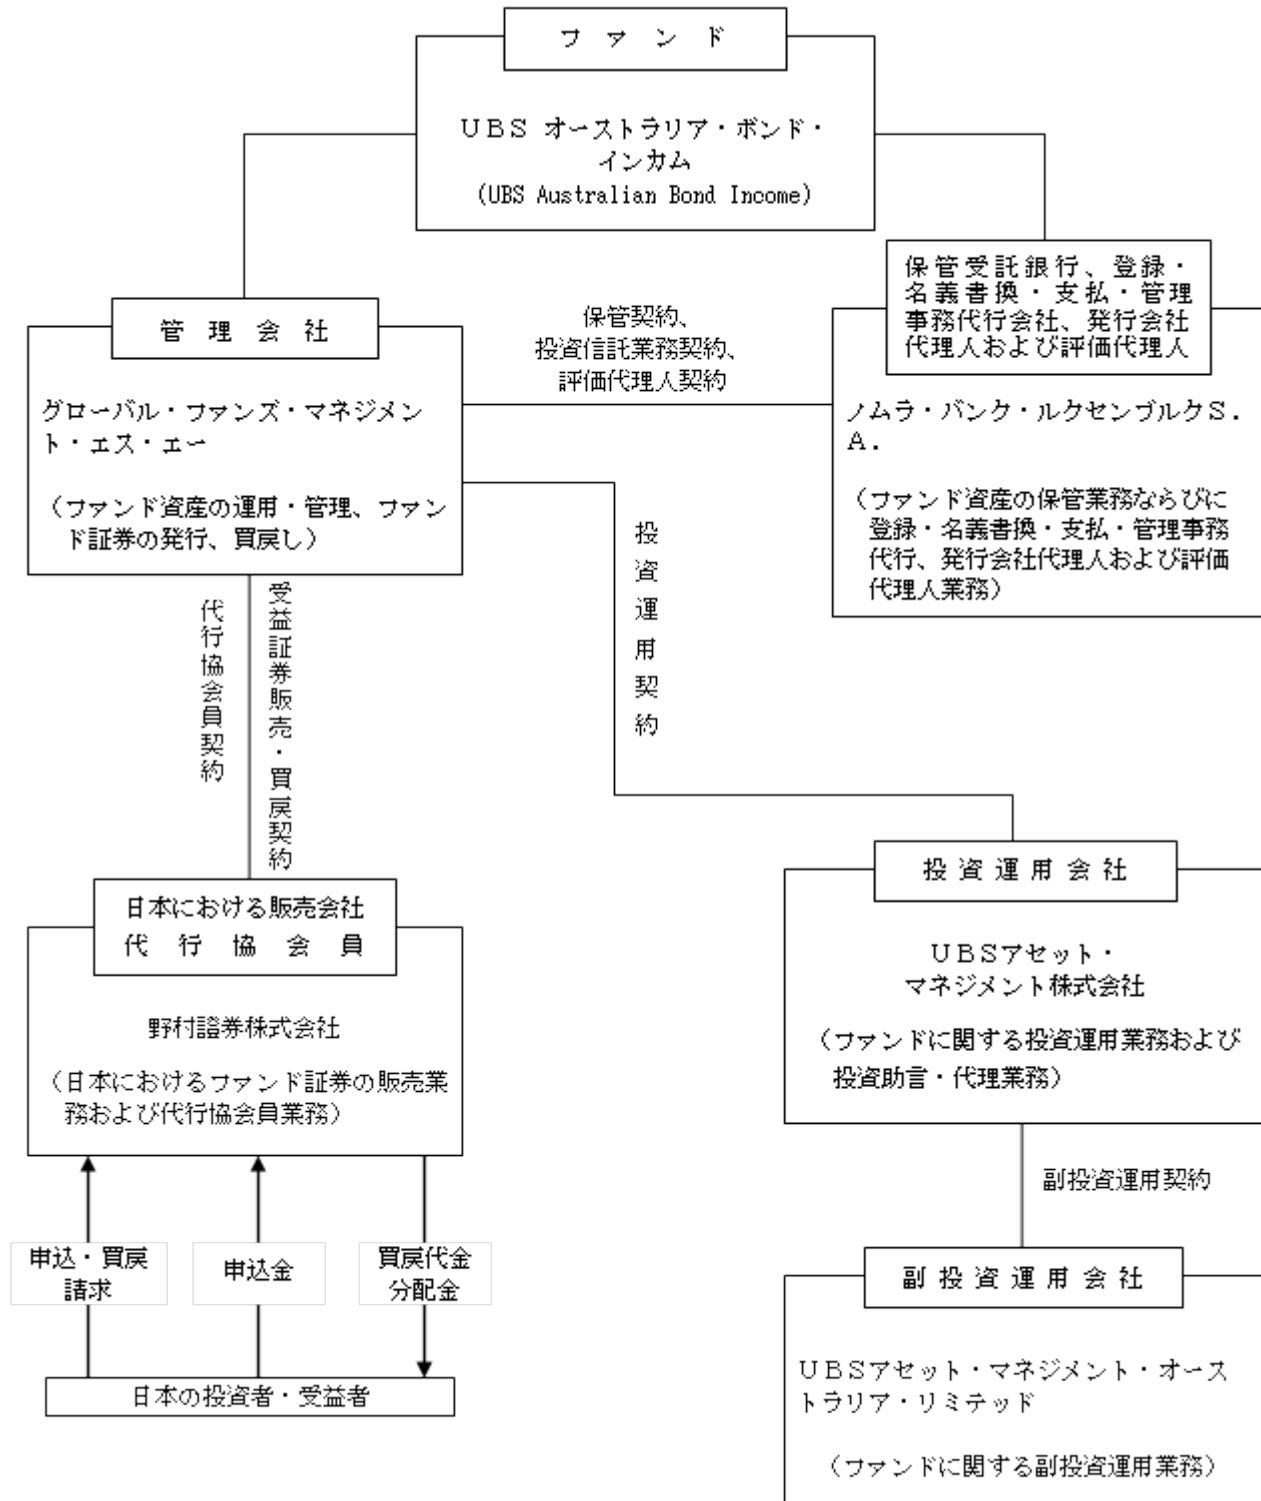 ファンド
ＵＢＳ オーストラリア・ボンド・
インカム
(UBS Australian Bond Income)
保管受託銀行、登録・
名義書換・支払・管理
事務代行会社、発行会社
代理人および評価代理人
管理会社
保管契約、
投資信託業務契約、
評価代理人契約
グローバル・ファンズ・マネジメン
ト・エス・エー
（ファンド資産の運用・管理、ファン
ド証券の発行、買戻し）
ノムラ・バンク・ルクセンブルクＳ．
Ａ．
（ファンド資産の保管業務ならびに
登録・名義書換・支払・管理事務
代行、発行会社代理人および評価
代理人業務）
代行協会員契約
受益証券販売・買戻契約
投資運用契約
日本における販売会社
代行協会員
野村證券株式会社
（日本におけるファンド証券の販売業
務および代行協会員業務）
投資運用会社
ＵＢＳアセット・
マネジメント株式会社
（ファンドに関する投資運用業務および
投資助言・代理業務）
副投資運用契約
申込・買戻
請求
申込金
買戻代金
分配金
日本の投資者・受益者
副投資運用会社
ＵＢＳアセット・マネジメント・オース
トラリア・リミテッド
（ファンドに関する副投資運用業務）